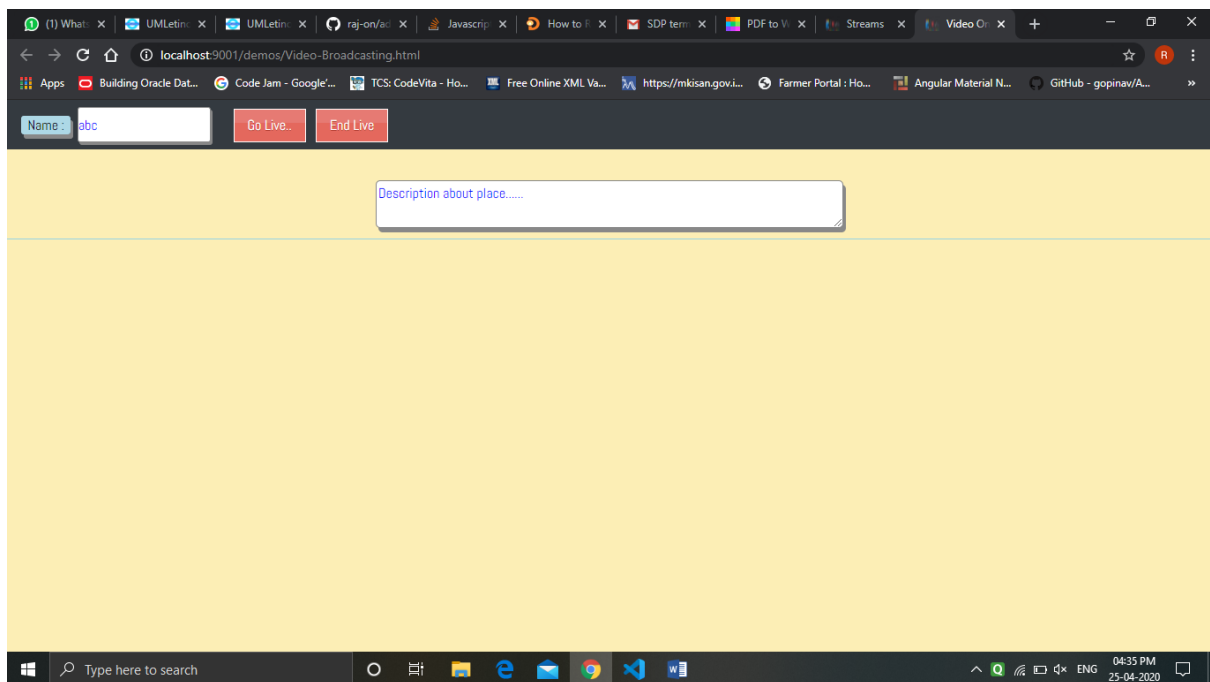 (1) Whats UMLetino UMLetino raj-on/ad Javascrip How to R SDP term PDF to W Streams Video On
localhost:9001/demos/Video-Broadcasting.html R
Apps Building Oracle Dat... Code Jam - Google'... TCS: CodeVita - Ho... Free Online XML Va... https://mkisan.gov.i... Farmer Portal : Ho... Angular Material N... GitHub - gopinav/A... »
Name : abc Go Live.. End Live
Description about place......
Type here to search Q ENG 04:35 PM
25-04-2020